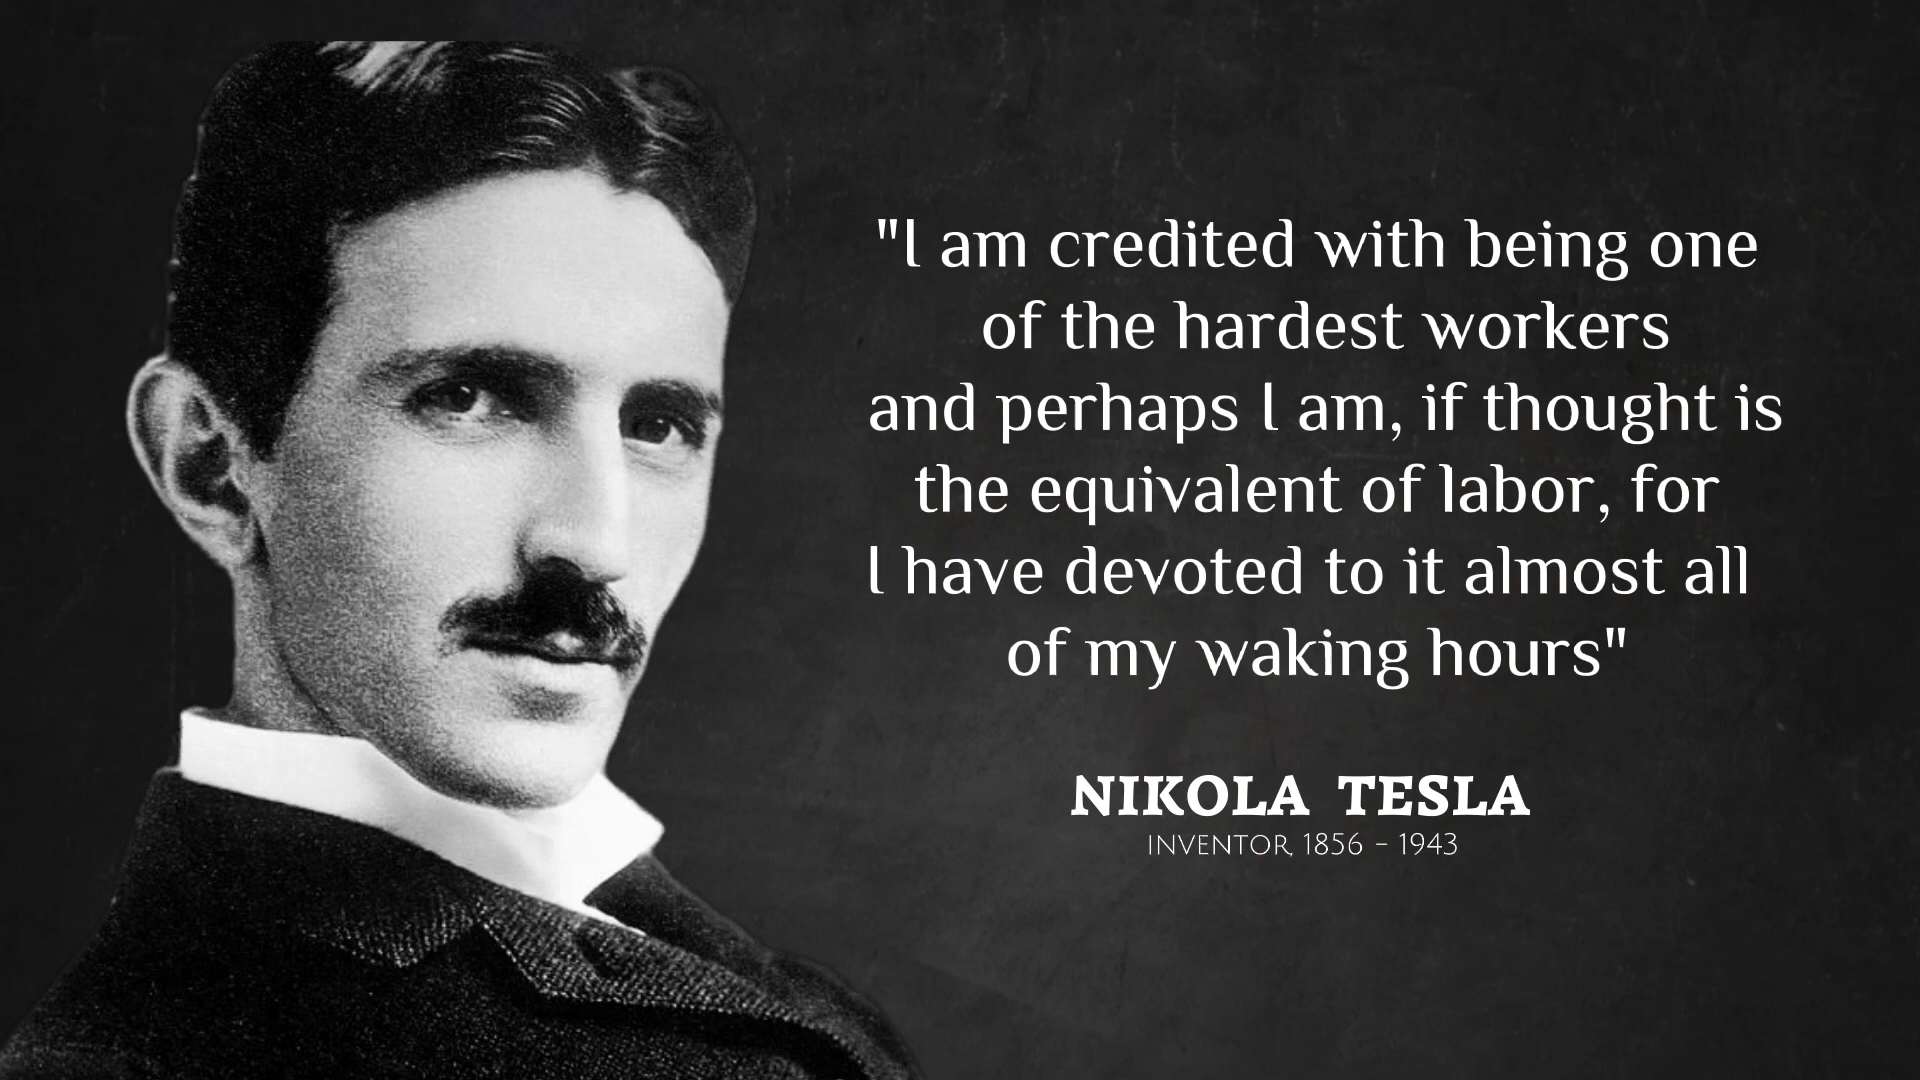 "I am credited with being one
of the hardest workers
and perhaps I am, if thought is
the equivalent of labor, for
I have devoted to it almost all
of my waking hours"
NIKOLA TESLA
INVENTOR, 1856 - 1943